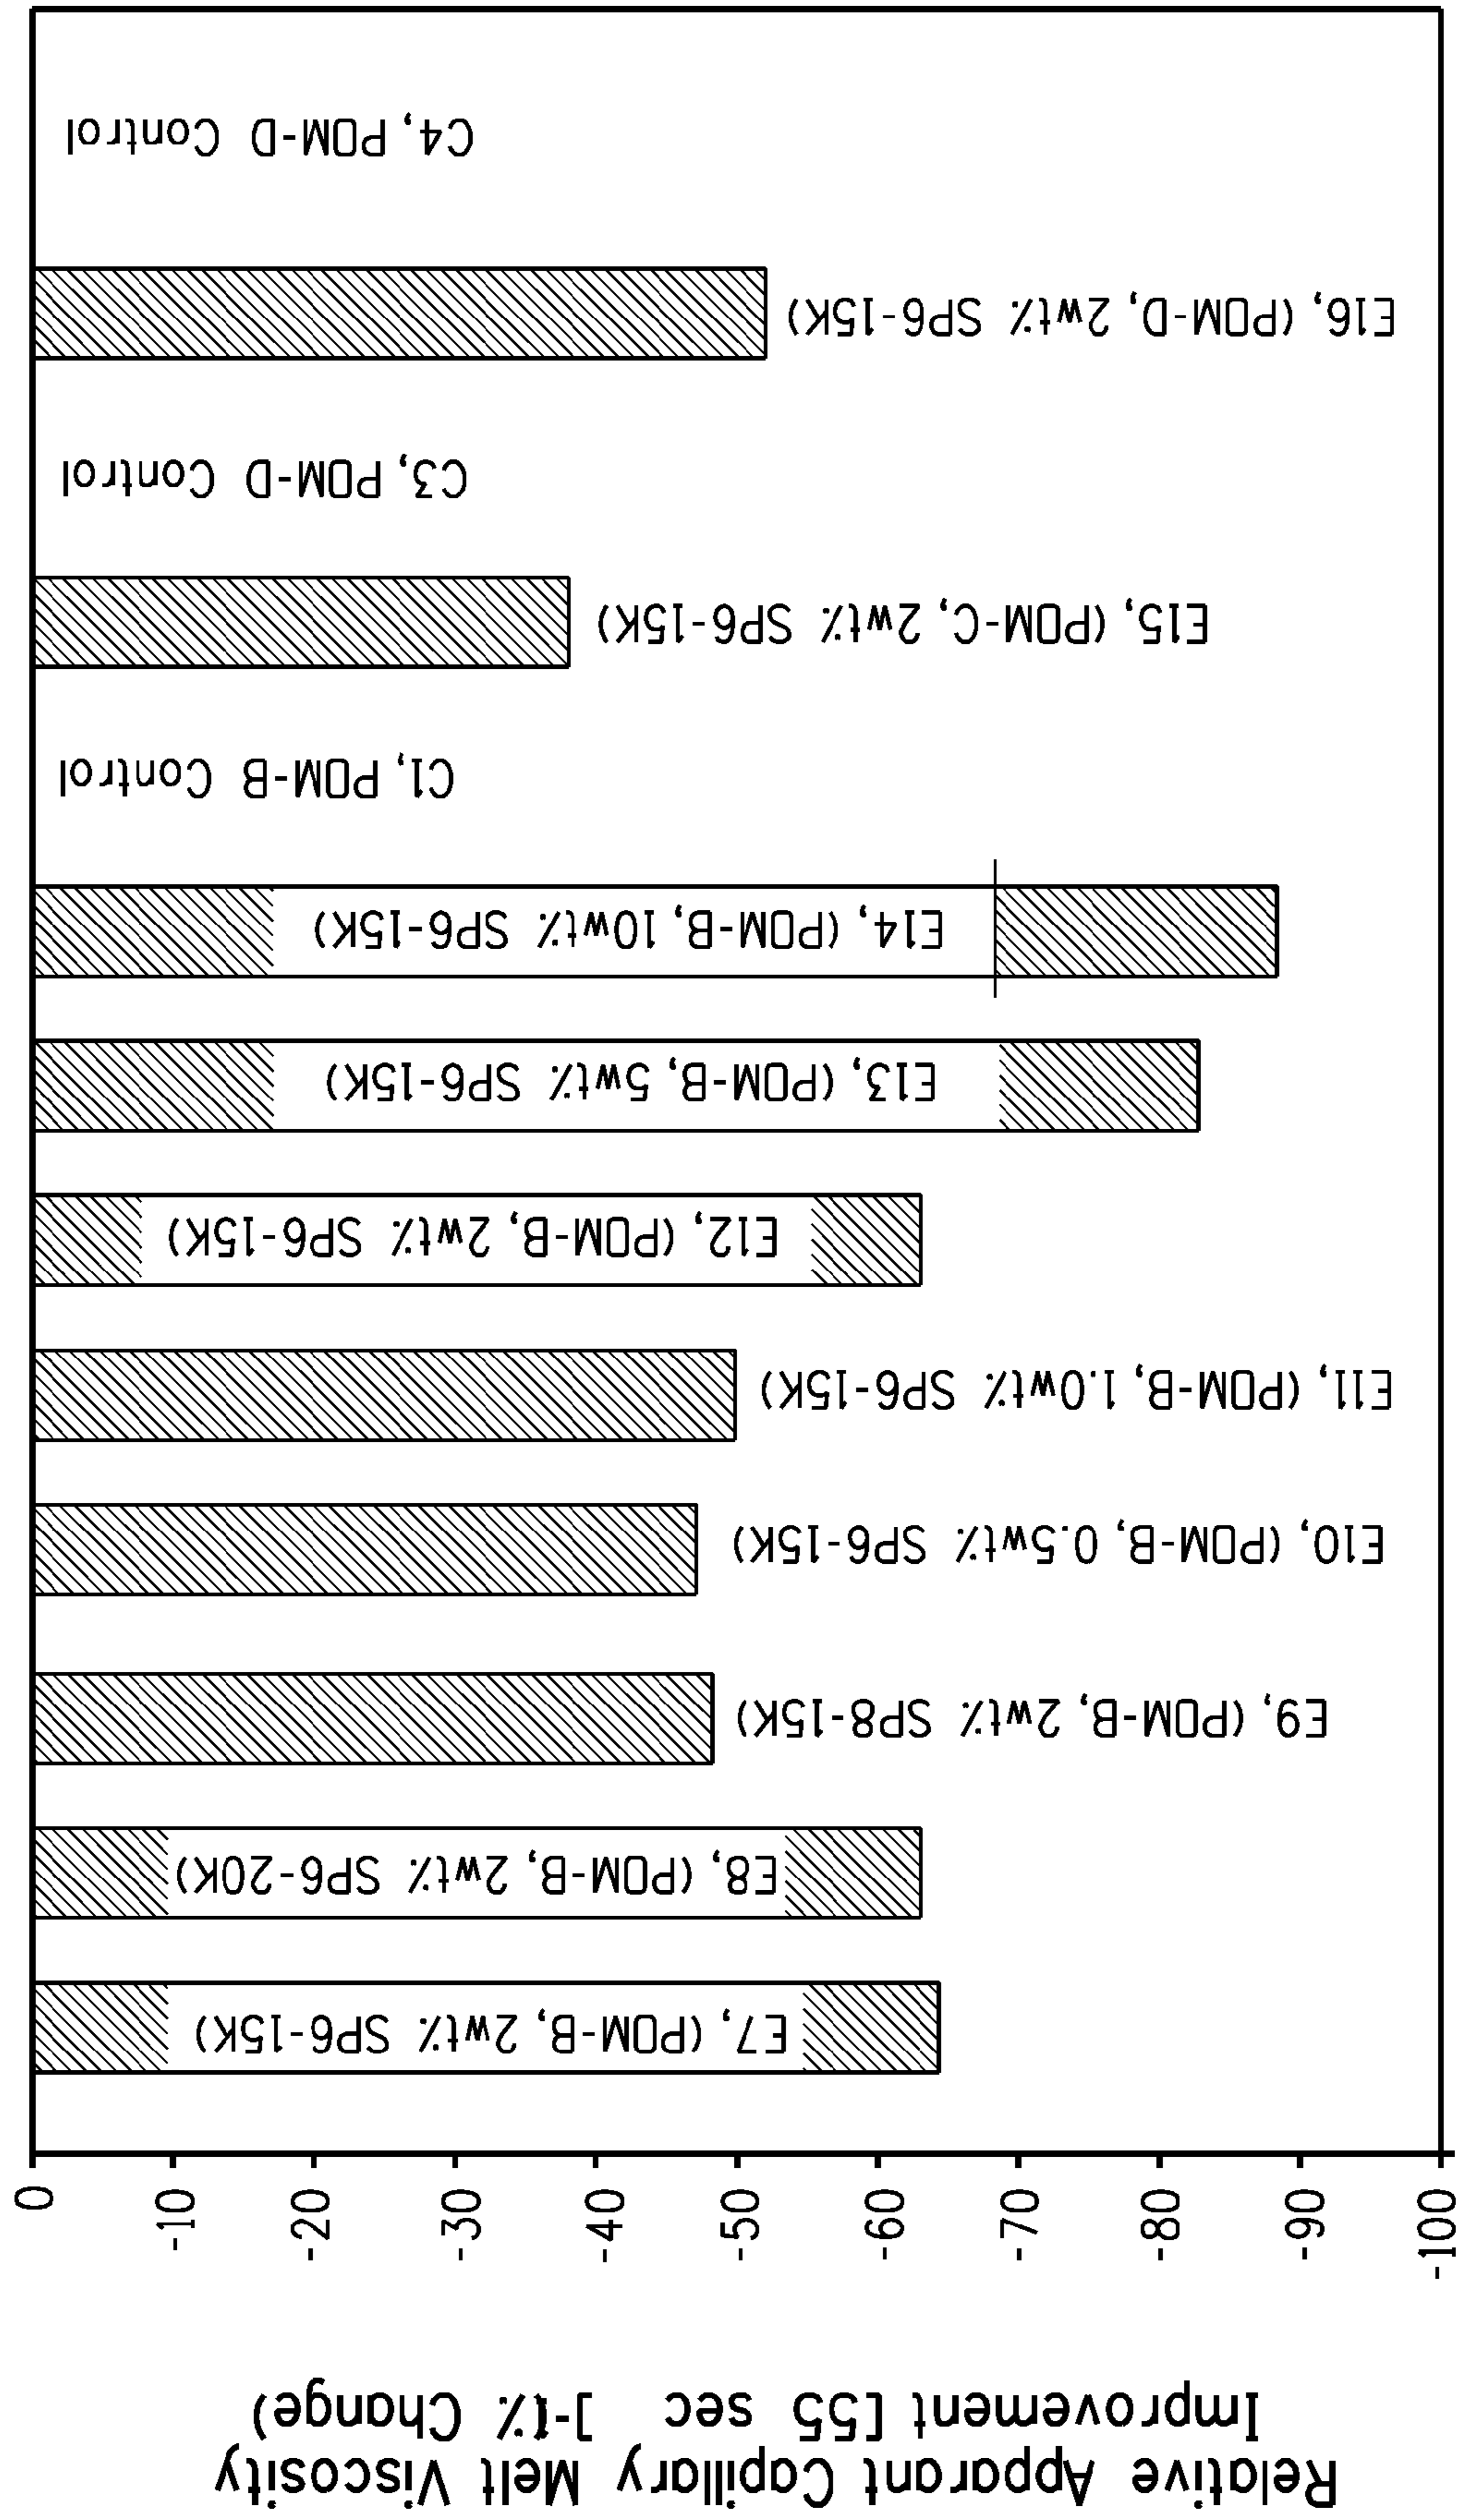 Relative Apparant Capillary Melt Viscosity
Improvement [55 sec ]-1(% Change)
-100
-90
-80
-70
-60
-50
-40
-30
-20
-10
0
E7, (POM-B, 2wt% SP6-15K)
E8, (POM-B, 2wt% SP6-20K)
E9, (POM-B, 2wt% SP8-15K)
E10, (POM-B, 0.5wt% SP6-15K)
E11, (POM-B, 1.0wt% SP6-15K)
E12, (POM-B, 2wt% SP6-15K)
E13, (POM-B, 5wt% SP6-15K)
E14, (POM-B, 10wt% SP6-15K)
C1, POM-B Control
E15, (POM-C, 2wt% SP6-15K)
C3, POM-D Control
E16, (POM-D, 2wt% SP6-15K)
C4, POM-D Control